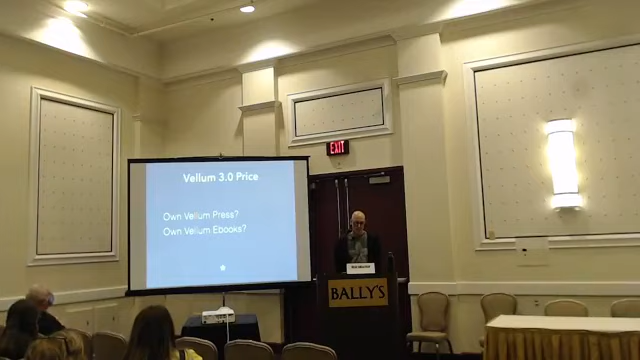 EXIT
Vellum 3.0 Price
Own Vellum Press?
Own Vellum Ebooks?
BALLY'S